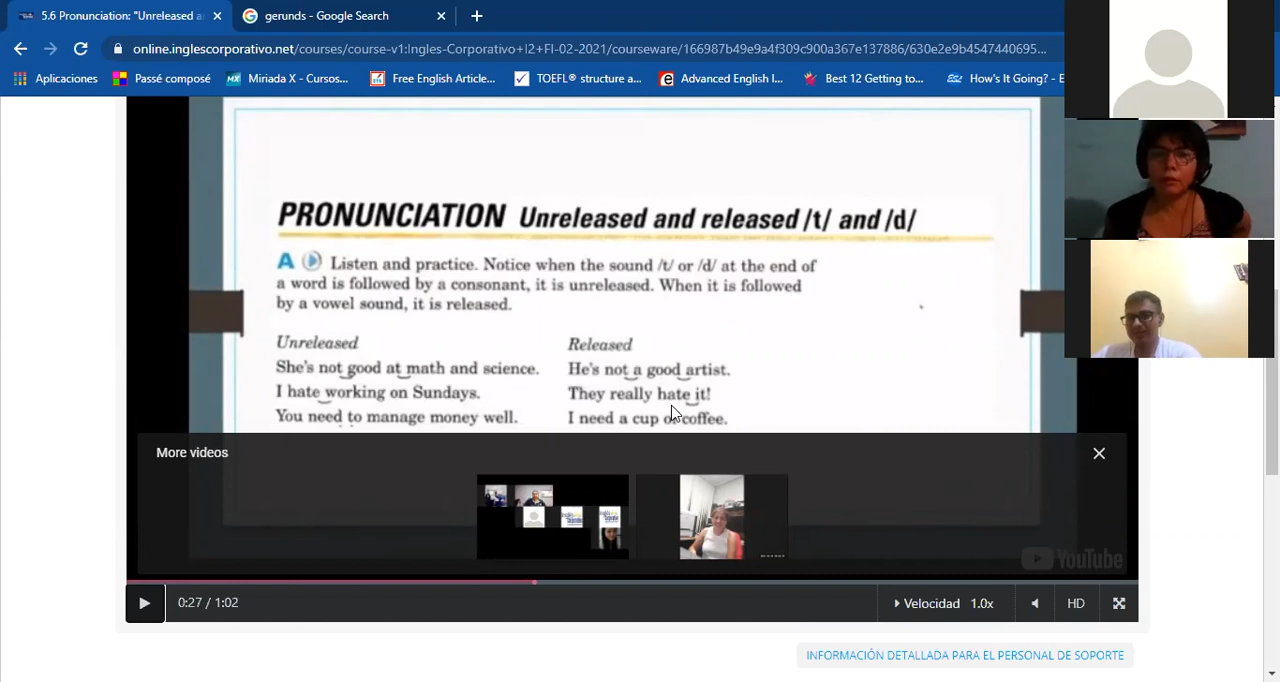 5.6 Pronunciation: "Unreleased a
gerunds - Google Search
online.inglescorporativo.net/courses/course-v1:Ingles-Corporativo+I2+FI-02-2021/courseware/166987b49e9a4f309c900a367e137886/630e2e9b4547440695...
Aplicaciones Passé composé Miriada X - Cursos... Free English Article... TOEFL® structure a... Advanced English I... Best 12 Getting to... How's It Going? - E
PRONUNCIATION Unreleased and released /t/ and /d/
A Listen and practice. Notice when the sound /t/ or /d/ at the end of
a word is followed by a consonant, it is unreleased. When it is followed
by a vowel sound, it is released.
Unreleased
She's not good at math and science.
I hate working on Sundays.
You need to manage money well.
Released
He's not a good artist.
They really hate it!
I need a cup of coffee.
More videos
YouTube
0:27 / 1:02
Velocidad 1.0x HD
INFORMACIÓN DETALLADA PARA EL PERSONAL DE SOPORTE